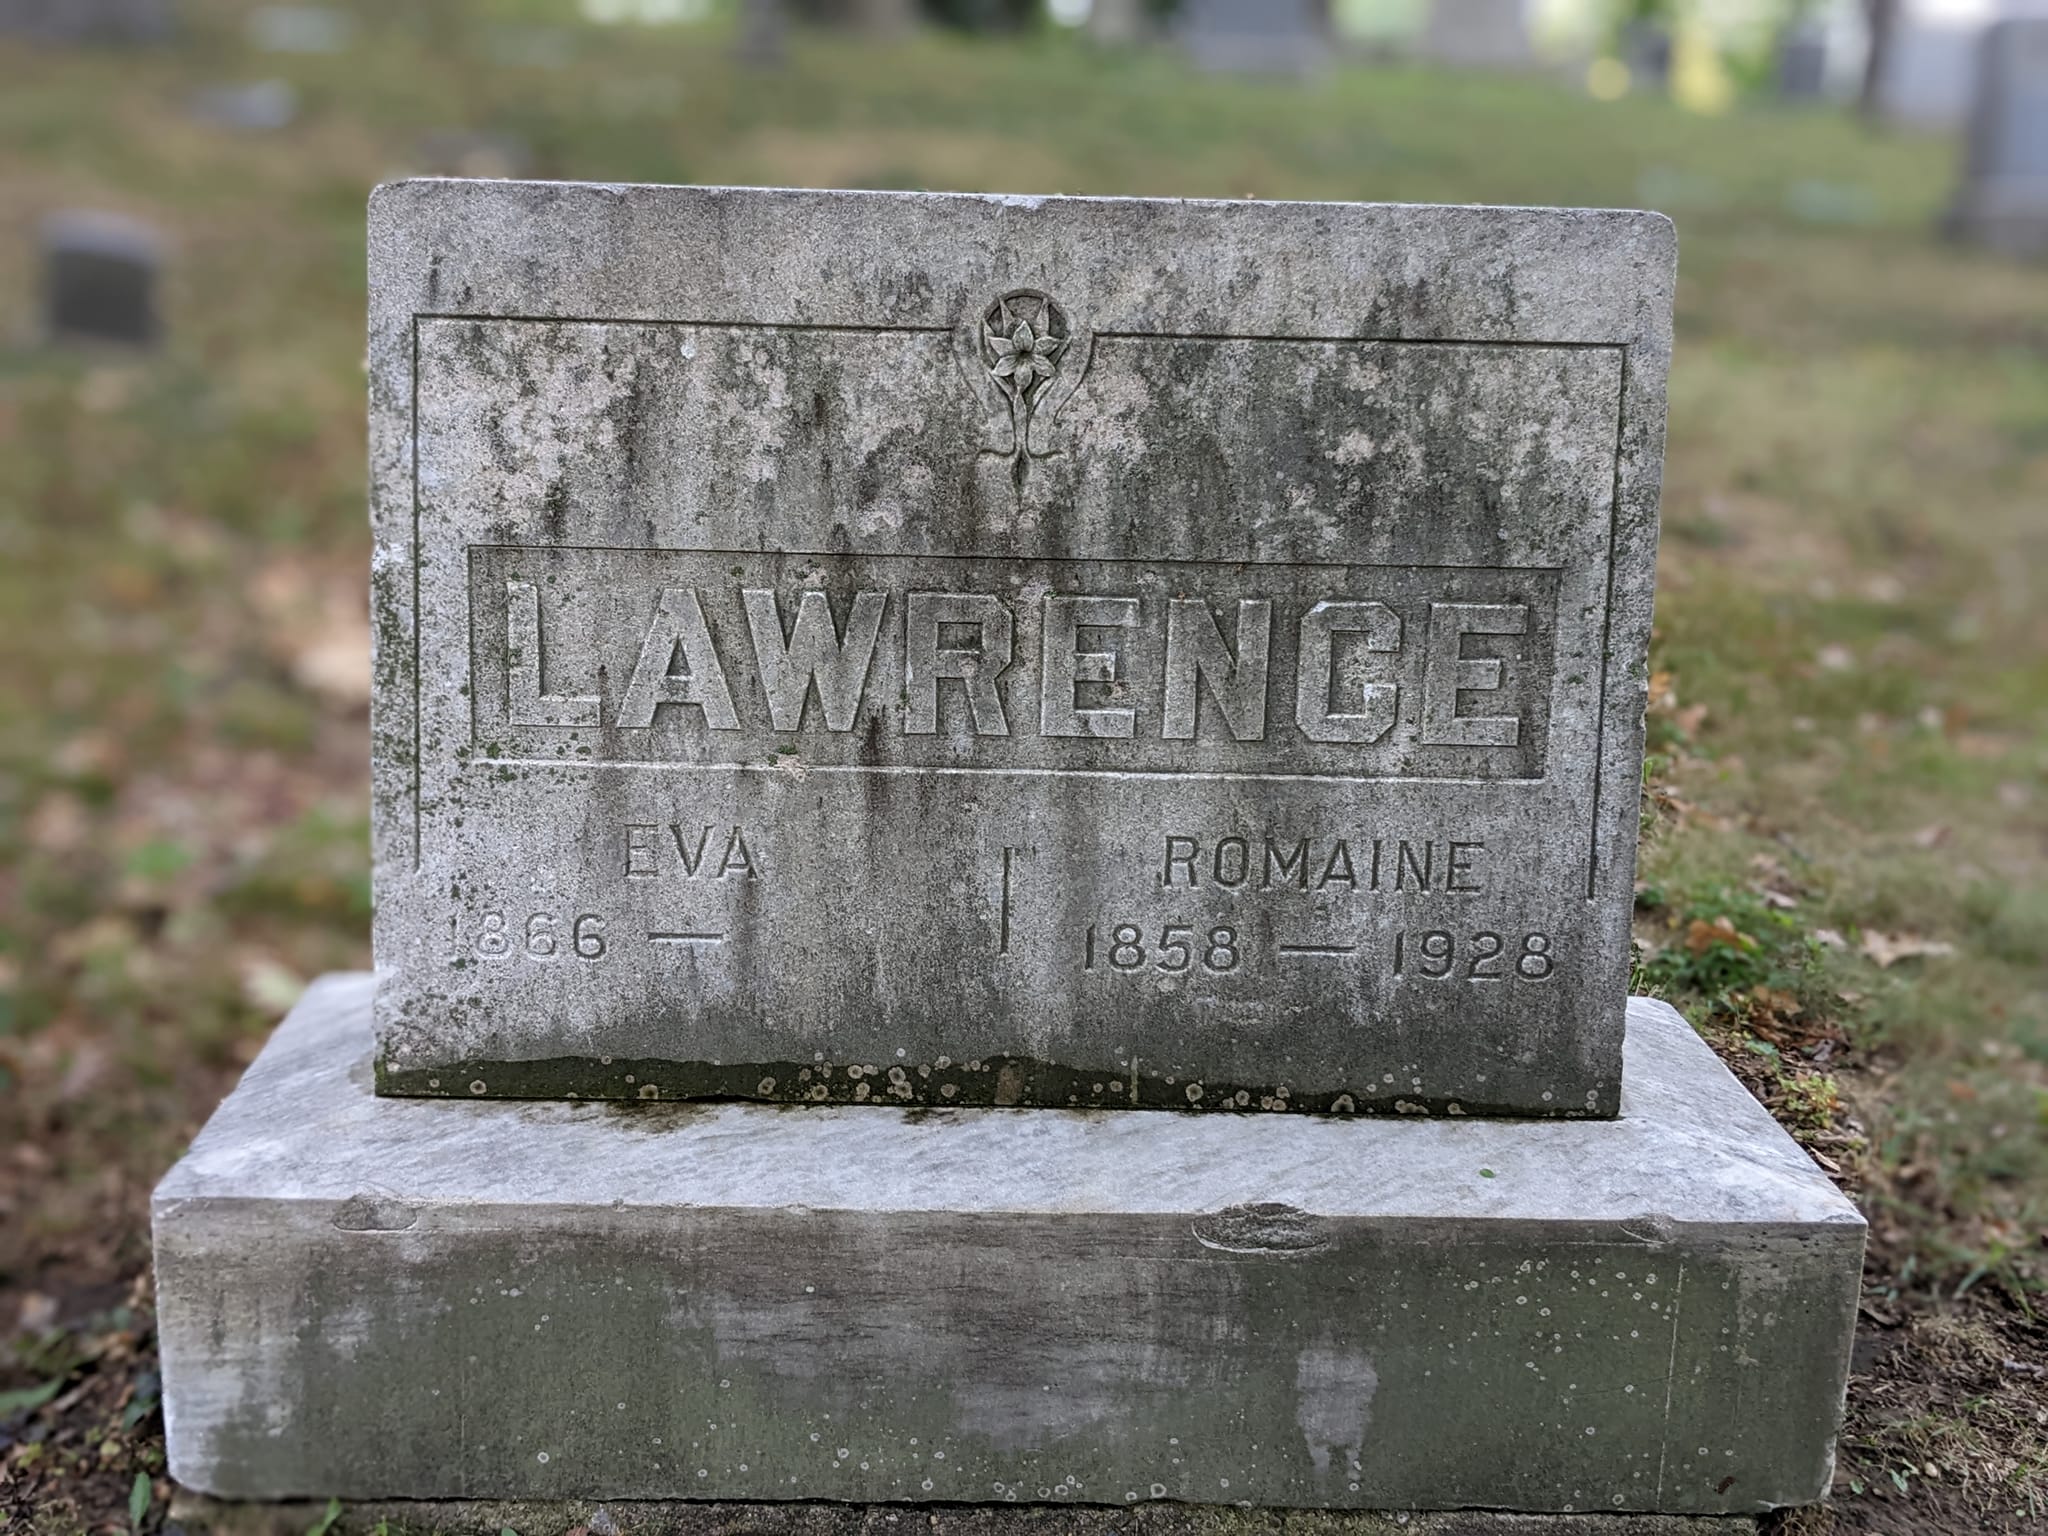 LAWRENCE
EVA ROMAINE
1866 — 1858 — 1928